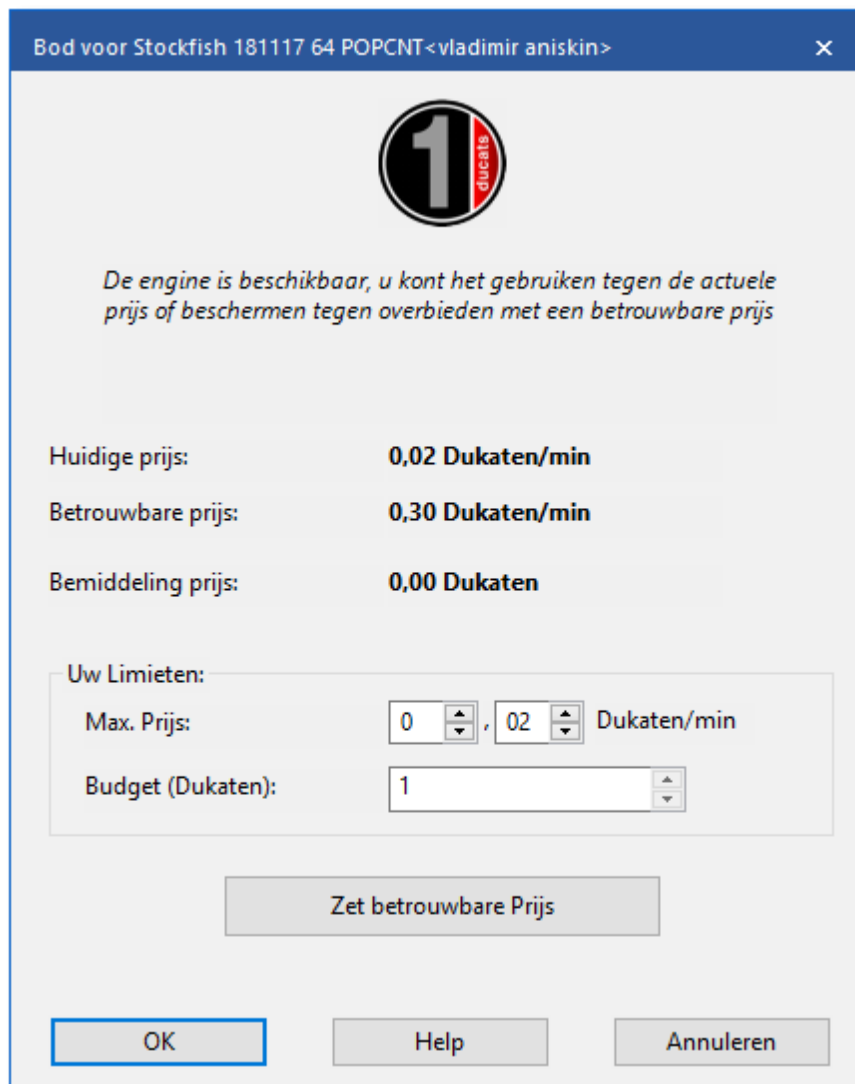 Bod voor Stockfish 181117 64 POPCNT<vladimir aniskin>
1 ducats
De engine is beschikbaar, u kont het gebruiken tegen de actuele
prijs of beschermen tegen overbieden met een betrouwbare prijs
Huidige prijs: 0,02 Dukaten/min
Betrouwbare prijs: 0,30 Dukaten/min
Bemiddeling prijs: 0,00 Dukaten
Uw Limieten:
Max. Prijs: 0 , 02 Dukaten/min
Budget (Dukaten): 1
Zet betrouwbare Prijs
OK Help Annuleren